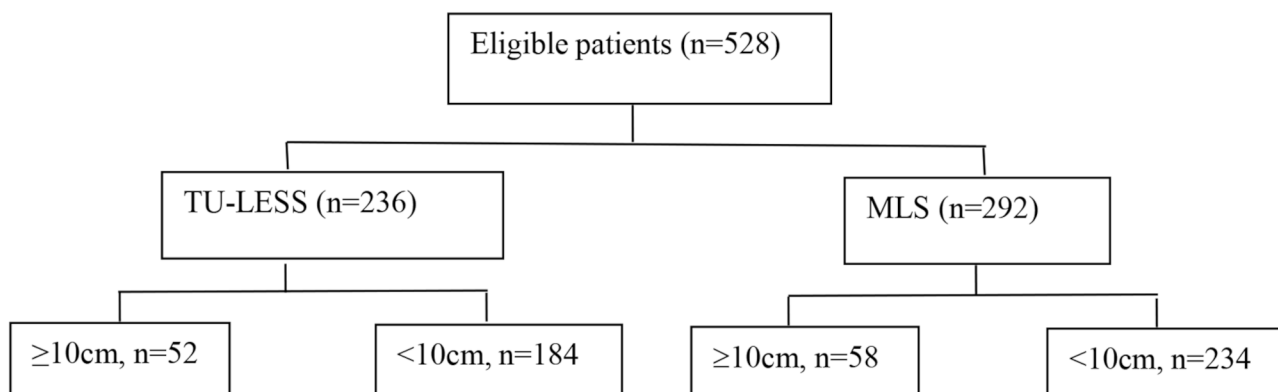 Eligible patients (n=528)
TU-LESS (n=236)
MLS (n=292)
≥10cm, n=52
<10cm, n=184
≥10cm, n=58
<10cm, n=234